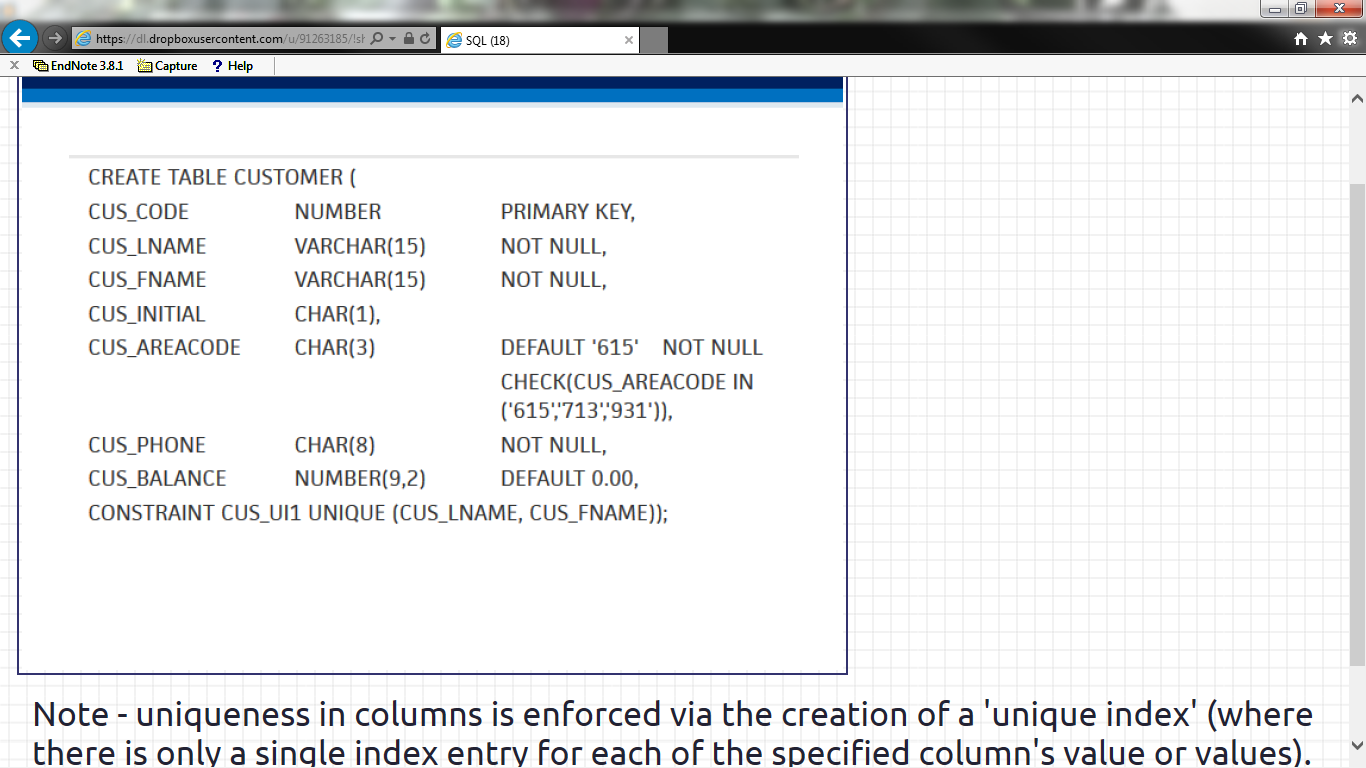 https://dl.dropboxusercontent.com/u/91263185/!sh
SQL (18)
EndNote 3.8.1 Capture ? Help
CREATE TABLE CUSTOMER (
CUS_CODE NUMBER PRIMARY KEY,
CUS_LNAME VARCHAR(15) NOT NULL,
CUS_FNAME VARCHAR(15) NOT NULL,
CUS_INITIAL CHAR(1),
CUS_AREACODE CHAR(3) DEFAULT '615' NOT NULL
CHECK(CUS_AREACODE IN
('615','713','931')),
CUS_PHONE CHAR(8) NOT NULL,
CUS_BALANCE NUMBER(9,2) DEFAULT 0.00,
CONSTRAINT CUS_UI1 UNIQUE (CUS_LNAME, CUS_FNAME));
Note - uniqueness in columns is enforced via the creation of a 'unique index' (where
there is only a single index entry for each of the specified column's value or values).